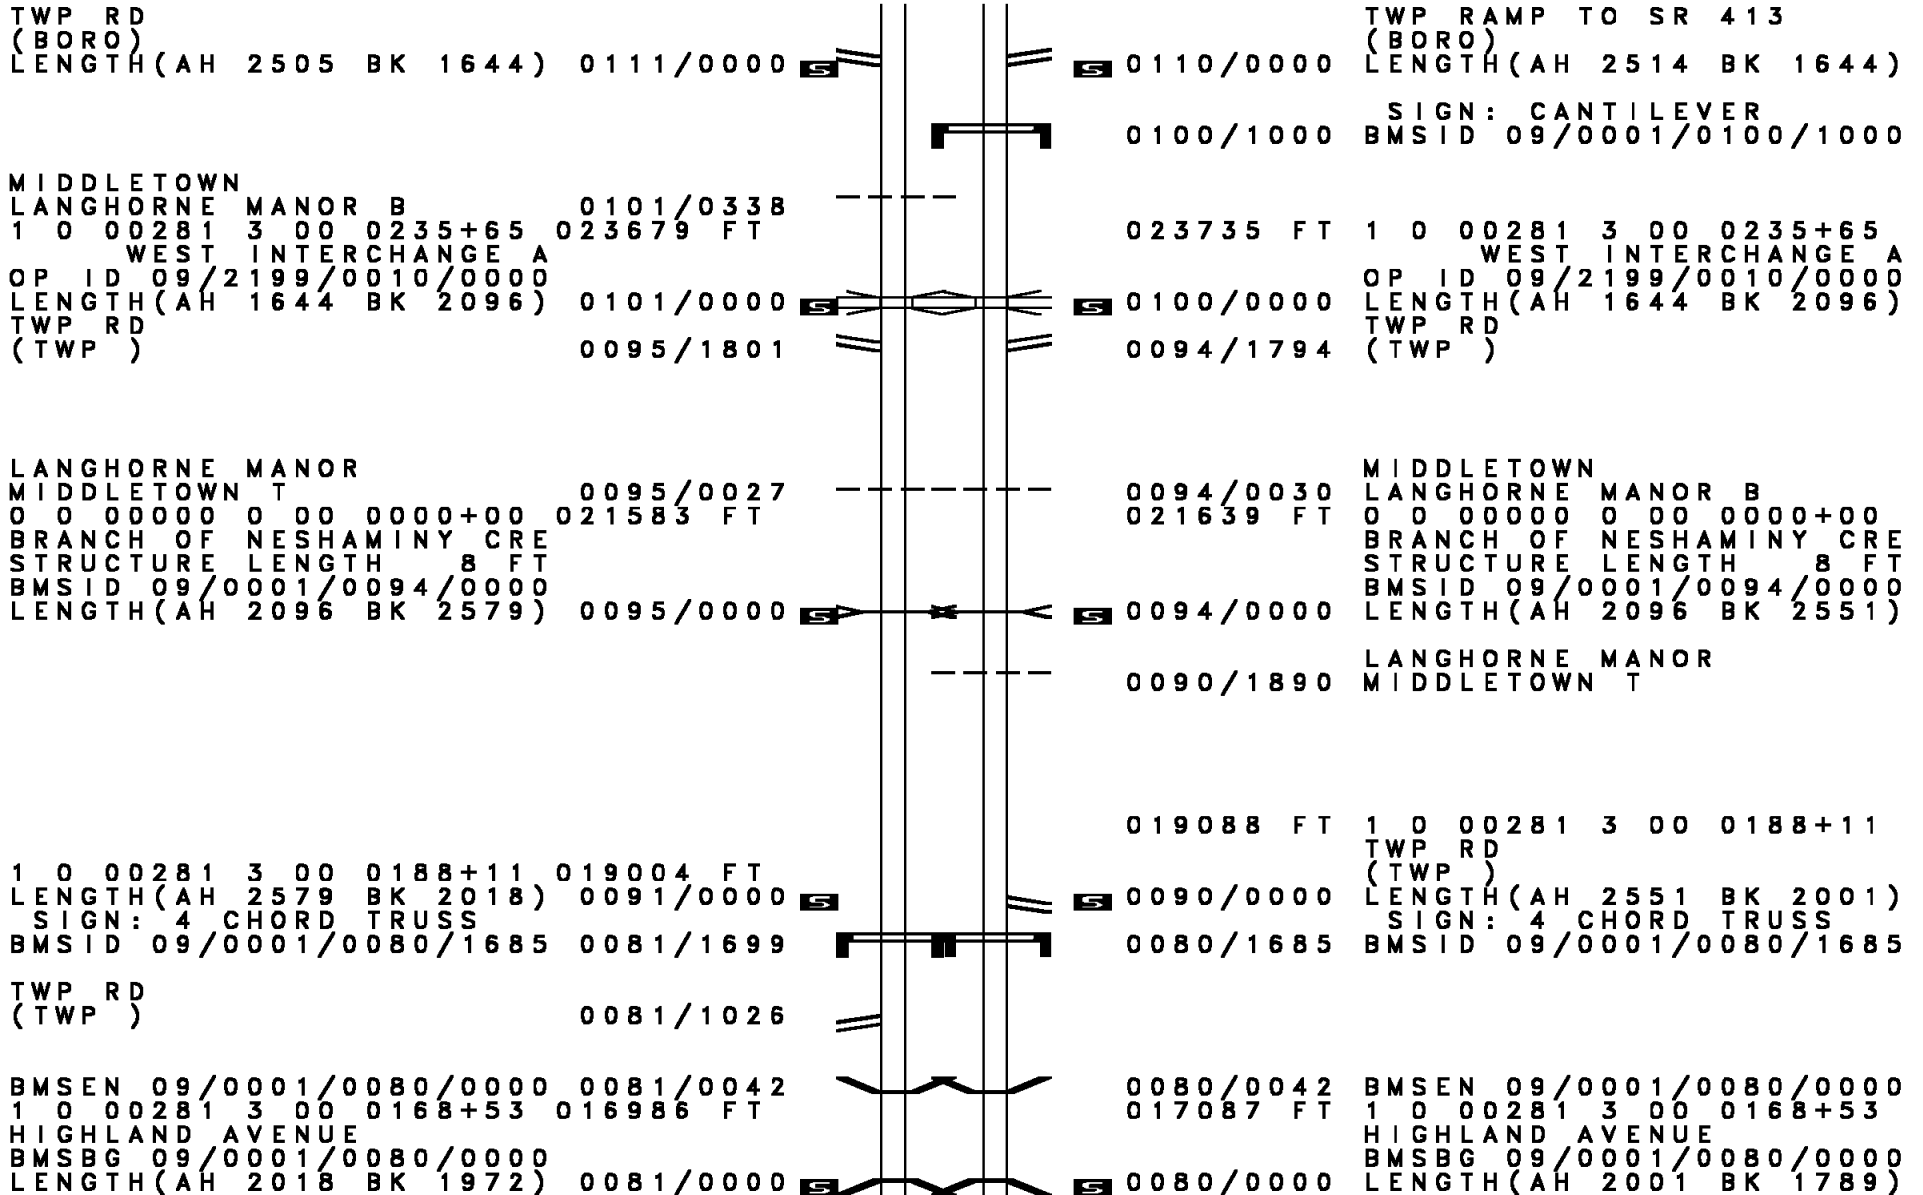 TWP RD
(BORO)
LENGTH(AH 2505 BK 1644) 0111/0000 S
TWP RAMP TO SR 413
(BORO)
S 0110/0000 LENGTH(AH 2514 BK 1644)
SIGN: CANTILEVER
0100/1000 BMSID 09/0001/0100/1000
MIDDLETOWN
LANGHORNE MANOR B 0101/0338
1 0 00281 3 00 0235+65 023679 FT
WEST INTERCHANGE A
OP ID 09/2199/0010/0000
LENGTH(AH 1644 BK 2096) 0101/0000 S
TWP RD
(TWP ) 0095/1801
023735 FT 1 0 00281 3 00 0235+65
WEST INTERCHANGE A
OP ID 09/2199/0010/0000
S 0100/0000 LENGTH(AH 1644 BK 2096)
TWP RD
0094/1794 (TWP )
LANGHORNE MANOR
MIDDLETOWN T 0095/0027
0 0 00000 0 00 0000+00 021583 FT
BRANCH OF NESHAMINY CRE
STRUCTURE LENGTH 8 FT
BMSID 09/0001/0094/0000
LENGTH(AH 2096 BK 2579) 0095/0000 S
MIDDLETOWN
0094/0030 LANGHORNE MANOR B
021639 FT 0 0 00000 0 00 0000+00
BRANCH OF NESHAMINY CRE
STRUCTURE LENGTH 8 FT
BMSID 09/0001/0094/0000
S 0094/0000 LENGTH(AH 2096 BK 2551)
LANGHORNE MANOR
0090/1890 MIDDLETOWN T
019088 FT 1 0 00281 3 00 0188+11
TWP RD
(TWP )
S 0090/0000 LENGTH(AH 2551 BK 2001)
SIGN: 4 CHORD TRUSS
0080/1685 BMSID 09/0001/0080/1685
1 0 00281 3 00 0188+11 019004 FT
LENGTH(AH 2579 BK 2018) 0091/0000 S
SIGN: 4 CHORD TRUSS
BMSID 09/0001/0080/1685 0081/1699
TWP RD
(TWP ) 0081/1026
BMSEN 09/0001/0080/0000 0081/0042
1 0 00281 3 00 0168+53 016986 FT
HIGHLAND AVENUE
BMSBG 09/0001/0080/0000
LENGTH(AH 2018 BK 1972) 0081/0000 S
0080/0042 BMSEN 09/0001/0080/0000
017087 FT 1 0 00281 3 00 0168+53
HIGHLAND AVENUE
BMSBG 09/0001/0080/0000
S 0080/0000 LENGTH(AH 2001 BK 1789)